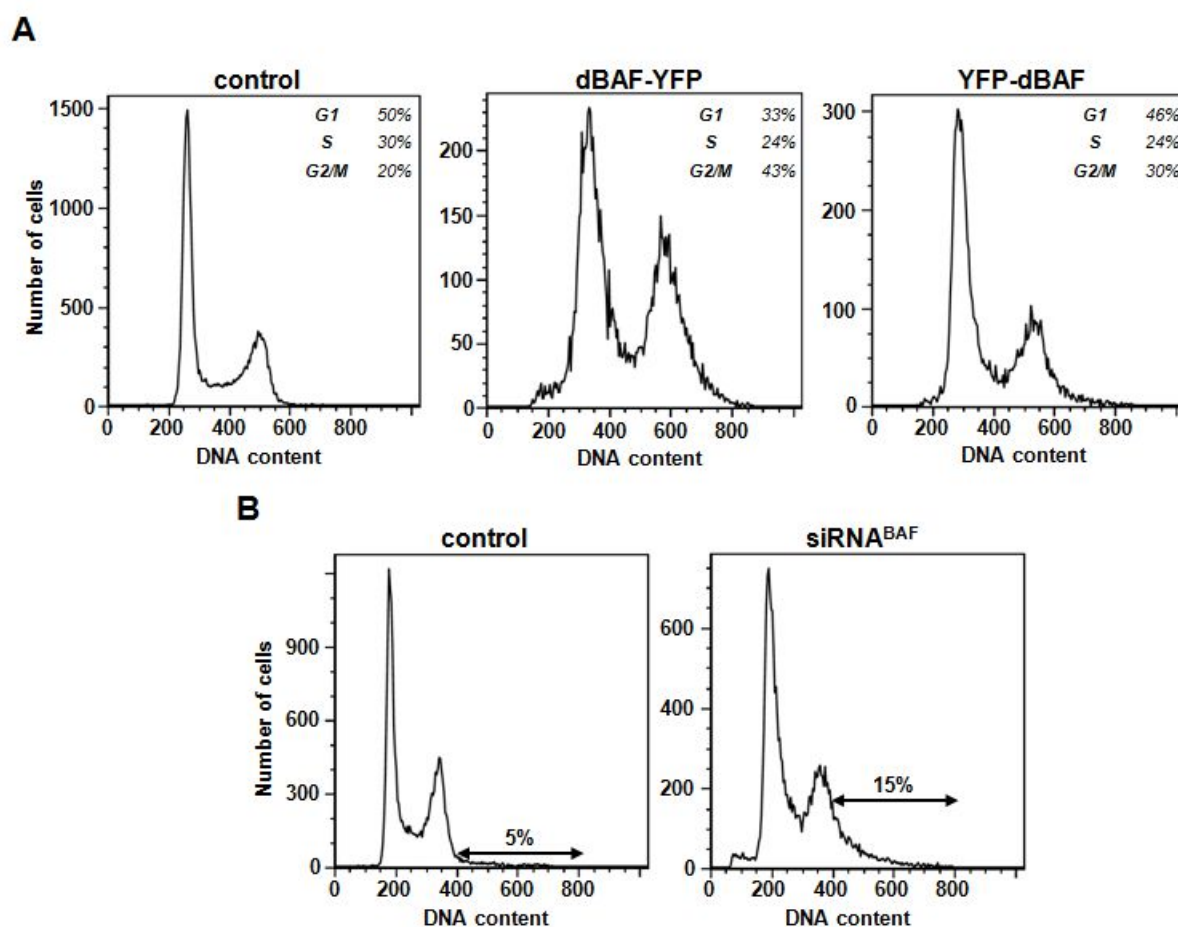 A
control
dBAF-YFP
YFP-dBAF
Number of cells
1500
1000
500
0
G1 50%
S 30%
G2/M 20%
0 200 400 600 800
DNA content
200
150
100
50
0
G1 33%
S 24%
G2/M 43%
0 200 400 600 800
DNA content
300
200
100
0
G1 46%
S 24%
G2/M 30%
0 200 400 600 800
DNA content
B
control
siRNA^BAF
Number of cells
900
600
300
0
5%
0 200 400 600 800
DNA content
600
400
200
0
15%
0 200 400 600 800
DNA content